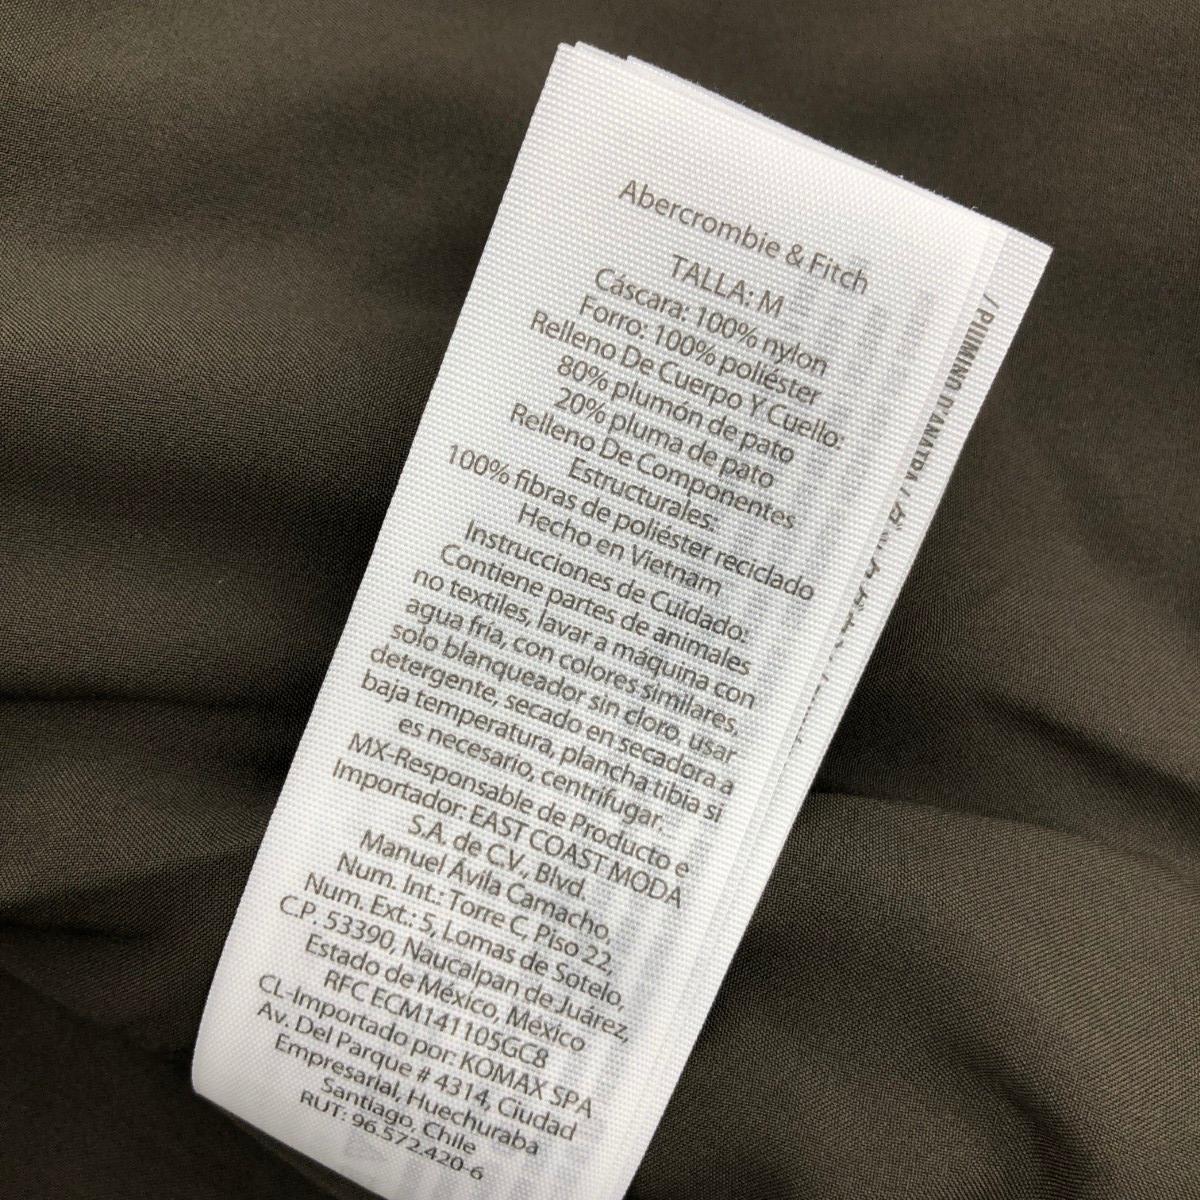 Abercrombie & Fitch
TALLA: M
Cáscara: 100% nylon
Forro: 100% poliéster
Relleno De Cuerpo Y Cuello:
80% plumón de pato
20% pluma de pato
Relleno De Componentes
Estructurales:
100% fibras de poliéster reciclado
Hecho en Vietnam
Instrucciones de Cuidado:
Contiene partes de animales
no textiles, lavar a máquina con
agua fría, con colores similares,
solo blanqueador sin cloro, usar
detergente, secado en secadora a
baja temperatura, plancha tibia si
es necesario, centrifugar.
MX-Responsable de Producto e
Importador: EAST COAST MODA
S.A. de C.V., Blvd.
Manuel Ávila Camacho,
Num. Int.: Torre C, Piso 22,
Num. Ext.: 5, Lomas de Sotelo,
C.P. 53390, Naucalpan de Juárez,
Estado de México, México
RFC ECM141105GC8
CL-Importado por: KOMAX SPA
Av. Del Parque # 4314, Ciudad
Empresarial, Huechuraba
Santiago, Chile
RUT: 96.572.420-6
/ PIUMINO D'ANATRA /